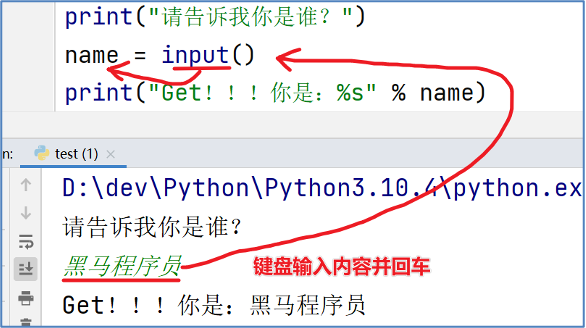 print("请告诉我你是谁？")
name = input()
print("Get！！！你是：%s" % name)
n:
test (1) ×
D:\dev\Python\Python3.10.4\python.ex
请告诉我你是谁？
黑马程序员 键盘输入内容并回车
Get！！！你是：黑马程序员